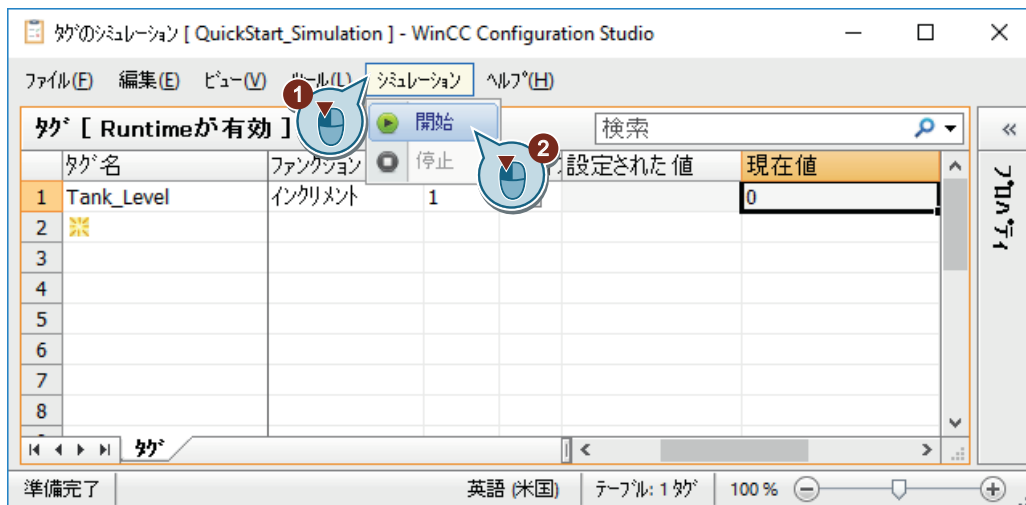 ﾀｸﾞのｼﾐｭﾚｰｼｮﾝ [ QuickStart_Simulation ] - WinCC Configuration Studio
ﾌｧｲﾙ(F) 編集(E) ﾋﾞｭｰ(V) ﾂｰﾙ(L) ｼﾐｭﾚｰｼｮﾝ ﾍﾙﾌﾟ(H)
1
ﾀｸﾞ [ Runtimeが有効 ] 開始 検索
2
ﾀｸﾞ名 ﾌｧﾝｸｼｮﾝ 停止 設定された値 現在値
1 Tank_Level ｲﾝｸﾘﾒﾝﾄ 1 0
2
3
4
5
6
7
8
ﾌﾟﾛﾊﾟﾃｨ
ﾀｸﾞ
準備完了 英語 (米国) ﾃｰﾌﾞﾙ: 1 ﾀｸﾞ 100 %